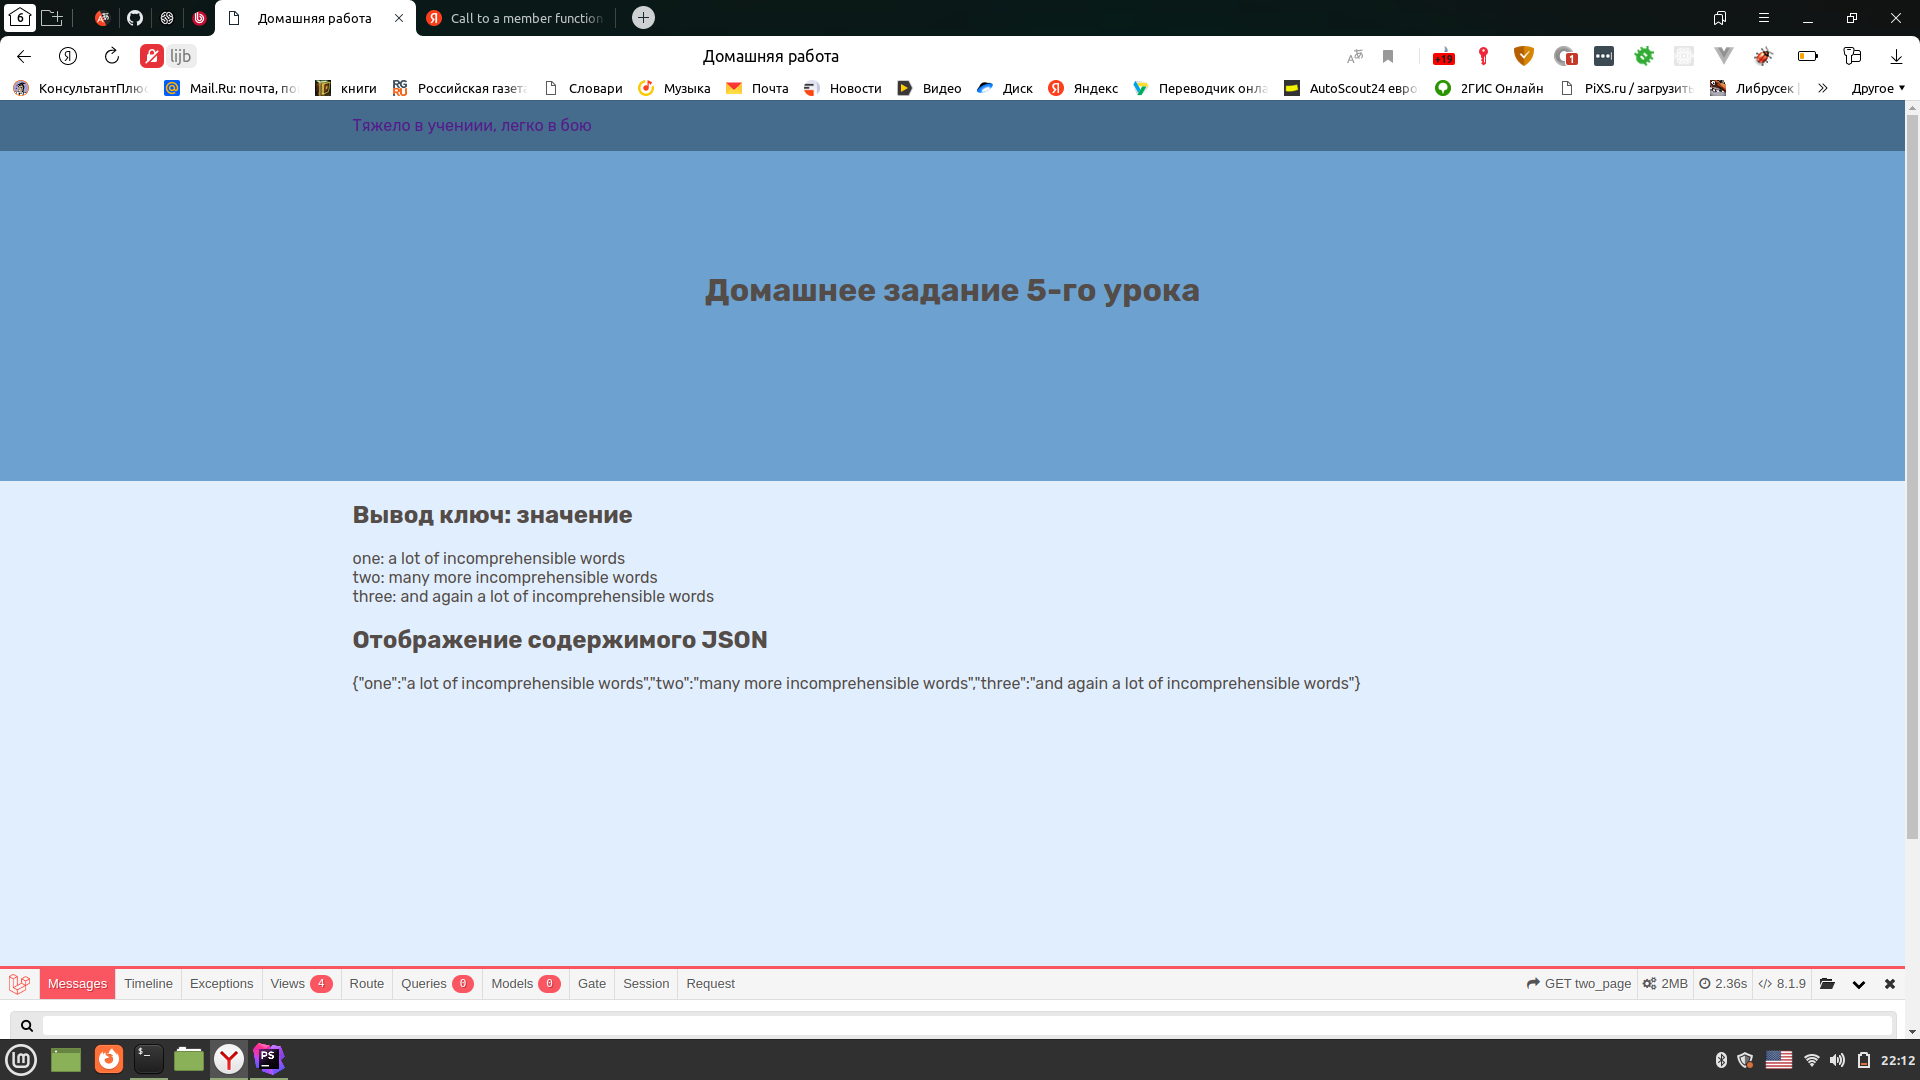 6
Домашняя работа
Call to a member function
lijb
Домашняя работа
+19
1
КонсультантПлюс
Mail.Ru: почта, по
книги
Российская газета
Словари
Музыка
Почта
Новости
Видео
Диск
Яндекс
Переводчик онла
AutoScout24 евро
2ГИС Онлайн
PiXS.ru / загрузить
Либрусек |
Другое
Тяжело в учениии, легко в бою
Домашнее задание 5-го урока
Вывод ключ: значение
one: a lot of incomprehensible words
two: many more incomprehensible words
three: and again a lot of incomprehensible words
Отображение содержимого JSON
{"one":"a lot of incomprehensible words","two":"many more incomprehensible words","three":"and again a lot of incomprehensible words"}
Messages
Timeline
Exceptions
Views 4
Route
Queries 0
Models 0
Gate
Session
Request
GET two_page
2MB
2.36s
8.1.9
PS
22:12